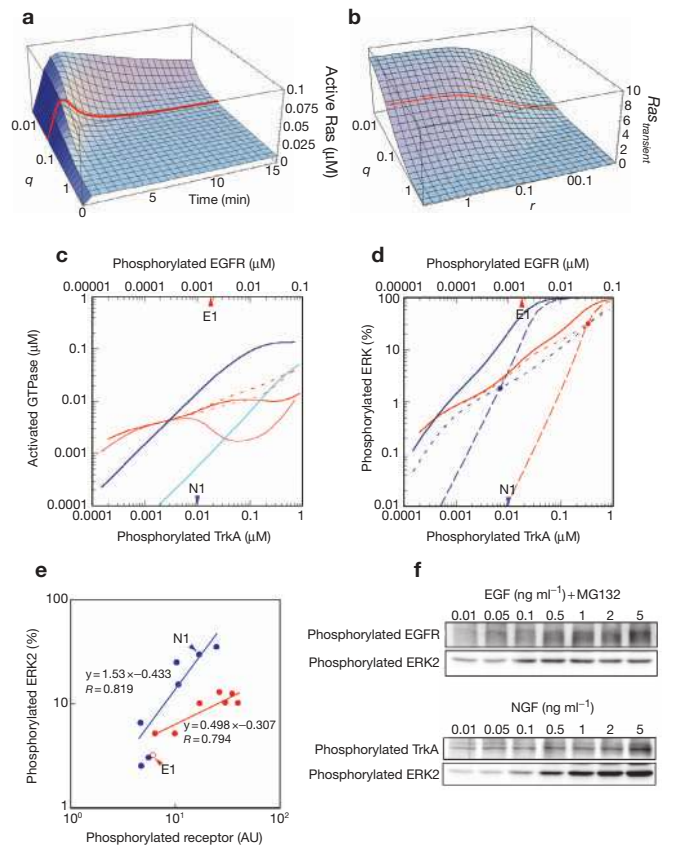 a
0.01
0.1
q
1
0
5
10
15
Time (min)
0.1
0.075
0.05
0.025
0
Active Ras (μM)
b
0.01
0.1
q
1
1
0.1
00.1
r
10
8
6
4
2
0
Ras transient
c
Phosphorylated EGFR (μM)
0.00001 0.0001 0.001 0.01 0.1
1
0.1
0.01
0.001
0.0001
Activated GTPase (μM)
E1
N1
0.0001 0.001 0.01 0.1 1
Phosphorylated TrkA (μM)
d
Phosphorylated EGFR (μM)
0.00001 0.0001 0.001 0.01 0.1
100
10
1
0.1
0.01
Phosphorylated ERK (%)
E1
N1
0.0001 0.001 0.01 0.1 1
Phosphorylated TrkA (μM)
e
100
10
1
Phosphorylated ERK2 (%)
N1
y=1.53×−0.433
R=0.819
y=0.498×−0.307
R=0.794
E1
10⁰ 10¹ 10²
Phosphorylated receptor (AU)
f
EGF (ng ml⁻¹)+MG132
0.01 0.05 0.1 0.5 1 2 5
Phosphorylated EGFR
Phosphorylated ERK2
NGF (ng ml⁻¹)
0.01 0.05 0.1 0.5 1 2 5
Phosphorylated TrkA
Phosphorylated ERK2